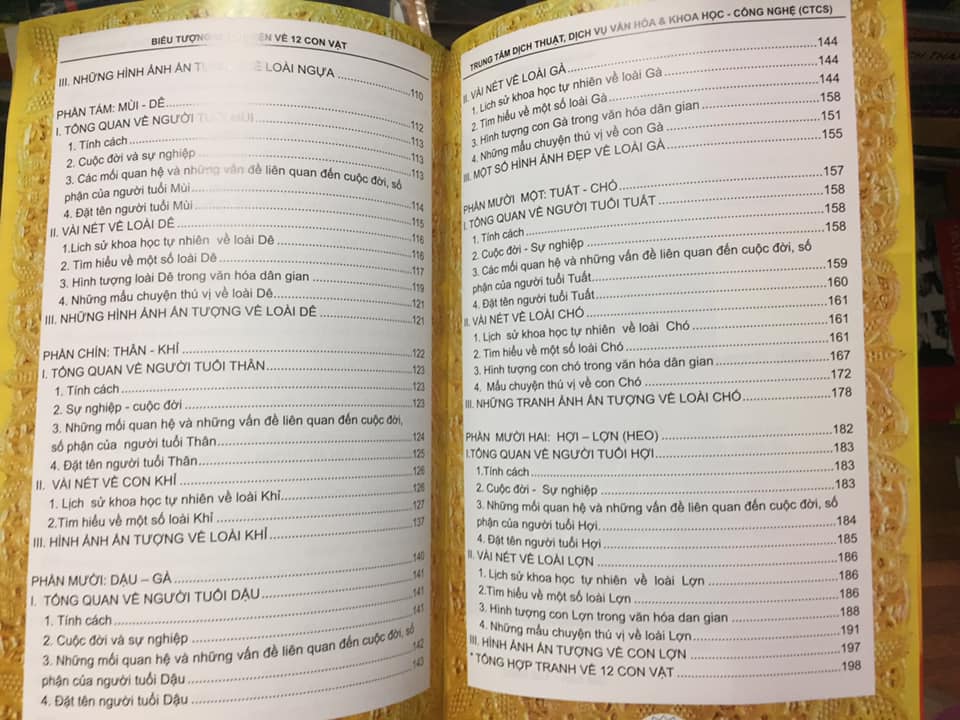 BIỂU TƯỢNG VỀ 12 CON VẬT
III. NHỮNG HÌNH ẢNH ẤN TƯỢNG VỀ LOÀI NGỰA ........ 110
PHẦN TÁM: MÙI - DÊ ........ 112
I. TỔNG QUAN VỀ NGƯỜI TUỔI MÙI ........ 113
1. Tính cách ........ 113
2. Cuộc đời và sự nghiệp ........ 113
3. Các mối quan hệ và những vấn đề liên quan đến cuộc đời, số
phận của người tuổi Mùi ........ 114
4. Đặt tên người tuổi Mùi ........ 115
II. VÀI NÉT VỀ LOÀI DÊ ........ 116
1.Lịch sử khoa học tự nhiên về loài Dê ........ 116
2. Tìm hiểu về một số loài Dê ........ 117
3. Hình tượng loài Dê trong văn hóa dân gian ........ 119
4. Những mẩu chuyện thú vị về loài Dê ........ 121
III. NHỮNG HÌNH ẢNH ẤN TƯỢNG VỀ LOÀI DÊ ........ 121
PHẦN CHÍN: THÂN - KHỈ ........ 122
I. TỔNG QUAN VỀ NGƯỜI TUỔI THÂN ........ 123
1. Tính cách ........ 123
2. Sự nghiệp - cuộc đời ........ 123
3. Những mối quan hệ và những vấn đề liên quan đến cuộc đời,
số phận của người tuổi Thân ........ 124
4. Đặt tên người tuổi Thân ........ 125
II. VÀI NÉT VỀ CON KHỈ ........ 126
1. Lịch sử khoa học tự nhiên về loài Khỉ ........ 126
2.Tìm hiểu về một số loài Khỉ ........ 127
III. HÌNH ẢNH ẤN TƯỢNG VỀ LOÀI KHỈ ........ 137
PHẦN MƯỜI: DẬU – GÀ ........ 140
I. TỔNG QUAN VỀ NGƯỜI TUỔI DẬU ........ 141
1. Tính cách ........ 141
2. Cuộc đời và sự nghiệp ........ 141
3. Những mối quan hệ và những vấn đề liên quan đến cuộc đời, số
phận của người tuổi Dậu ........ 142
4. Đặt tên người tuổi Dậu ........ 143
TRUNG TÂM DỊCH THUẬT, DỊCH VỤ VĂN HÓA & KHOA HỌC - CÔNG NGHỆ (CTCS)
II. VÀI NÉT VỀ LOÀI GÀ ........ 144
1. Lịch sử khoa học tự nhiên về loài Gà ........ 144
2. Tìm hiểu về một số loài Gà ........ 144
3. Hình tượng con Gà trong văn hóa dân gian ........ 158
4. Những mẩu chuyện thú vị về con Gà ........ 151
III. MỘT SỐ HÌNH ẢNH ĐẸP VỀ LOÀI GÀ ........ 155
PHẦN MƯỜI MỘT: TUẤT - CHÓ ........ 157
I. TỔNG QUAN VỀ NGƯỜI TUỔI TUẤT ........ 158
1. Tính cách ........ 158
2. Cuộc đời - Sự nghiệp ........ 158
3. Các mối quan hệ và những vấn đề liên quan đến cuộc đời, số
phận của người tuổi Tuất ........ 159
4. Đặt tên người tuổi Tuất ........ 160
II. VÀI NÉT VỀ LOÀI CHÓ ........ 161
1. Lịch sử khoa học tự nhiên về loài Chó ........ 161
2. Tìm hiểu về một số loài Chó ........ 161
3. Hình tượng con chó trong văn hóa dân gian ........ 167
4. Mẩu chuyện thú vị về con Chó ........ 172
III. NHỮNG TRANH ẢNH ẤN TƯỢNG VỀ LOÀI CHÓ ........ 178
PHẦN MƯỜI HAI: HỢI – LỢN (HEO) ........ 182
I.TỔNG QUAN VỀ NGƯỜI TUỔI HỢI ........ 183
1.Tính cách ........ 183
2. Cuộc đời - Sự nghiệp ........ 183
3. Những mối quan hệ và những vấn đề liên quan đến cuộc đời, số
phận của người tuổi Hợi ........ 184
4. Đặt tên người tuổi Hợi ........ 185
II. VÀI NÉT VỀ LOÀI LỢN ........ 186
1. Lịch sử khoa học tự nhiên về loài Lợn ........ 186
2.Tìm hiểu về một số loài Lợn ........ 186
3. Hình tượng con Lợn trong văn hóa dan gian ........ 188
4. Những mẩu chuyện thú vị về loài Lợn ........ 191
III. HÌNH ẢNH ẤN TƯỢNG VỀ CON LỢN ........ 197
* TỔNG HỢP TRANH VẼ 12 CON VẬT ........ 198